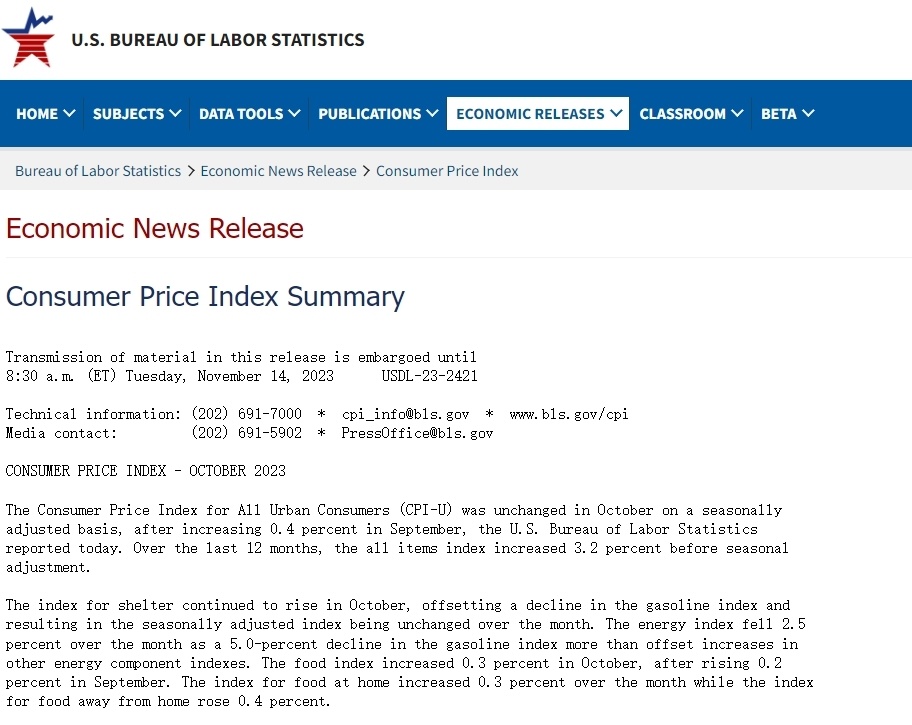 U.S. BUREAU OF LABOR STATISTICS
HOME SUBJECTS DATA TOOLS PUBLICATIONS ECONOMIC RELEASES CLASSROOM BETA
Bureau of Labor Statistics > Economic News Release > Consumer Price Index
Economic News Release
Consumer Price Index Summary
Transmission of material in this release is embargoed until
8:30 a.m. (ET) Tuesday, November 14, 2023 USDL-23-2421
Technical information: (202) 691-7000 * cpi_info@bls.gov * www.bls.gov/cpi
Media contact: (202) 691-5902 * PressOffice@bls.gov
CONSUMER PRICE INDEX - OCTOBER 2023
The Consumer Price Index for All Urban Consumers (CPI-U) was unchanged in October on a seasonally
adjusted basis, after increasing 0.4 percent in September, the U.S. Bureau of Labor Statistics
reported today. Over the last 12 months, the all items index increased 3.2 percent before seasonal
adjustment.
The index for shelter continued to rise in October, offsetting a decline in the gasoline index and
resulting in the seasonally adjusted index being unchanged over the month. The energy index fell 2.5
percent over the month as a 5.0-percent decline in the gasoline index more than offset increases in
other energy component indexes. The food index increased 0.3 percent in October, after rising 0.2
percent in September. The index for food at home increased 0.3 percent over the month while the index
for food away from home rose 0.4 percent.